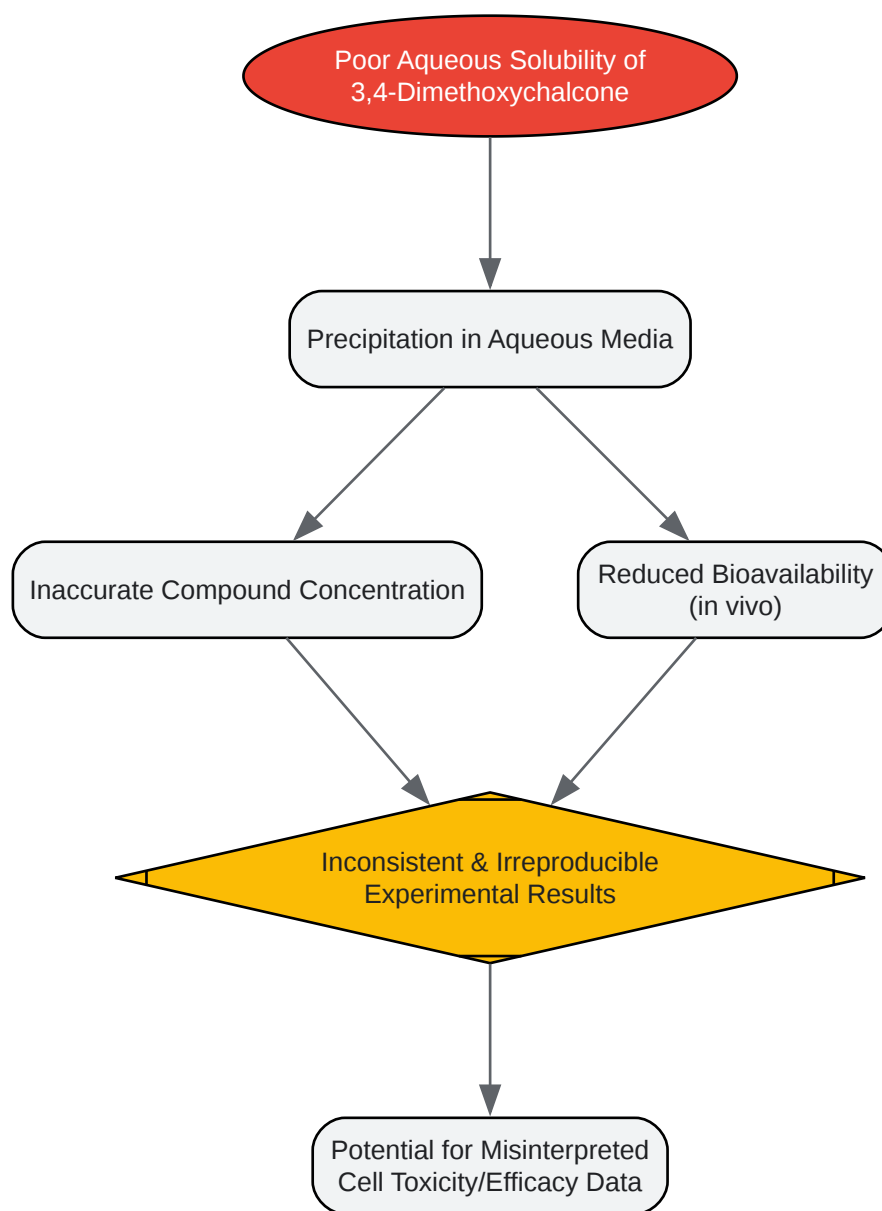 Poor Aqueous Solubility of
3,4-Dimethoxychalcone
Precipitation in Aqueous Media
Inaccurate Compound Concentration
Reduced Bioavailability
(in vivo)
Inconsistent & Irreproducible
Experimental Results
Potential for Misinterpreted
Cell Toxicity/Efficacy Data